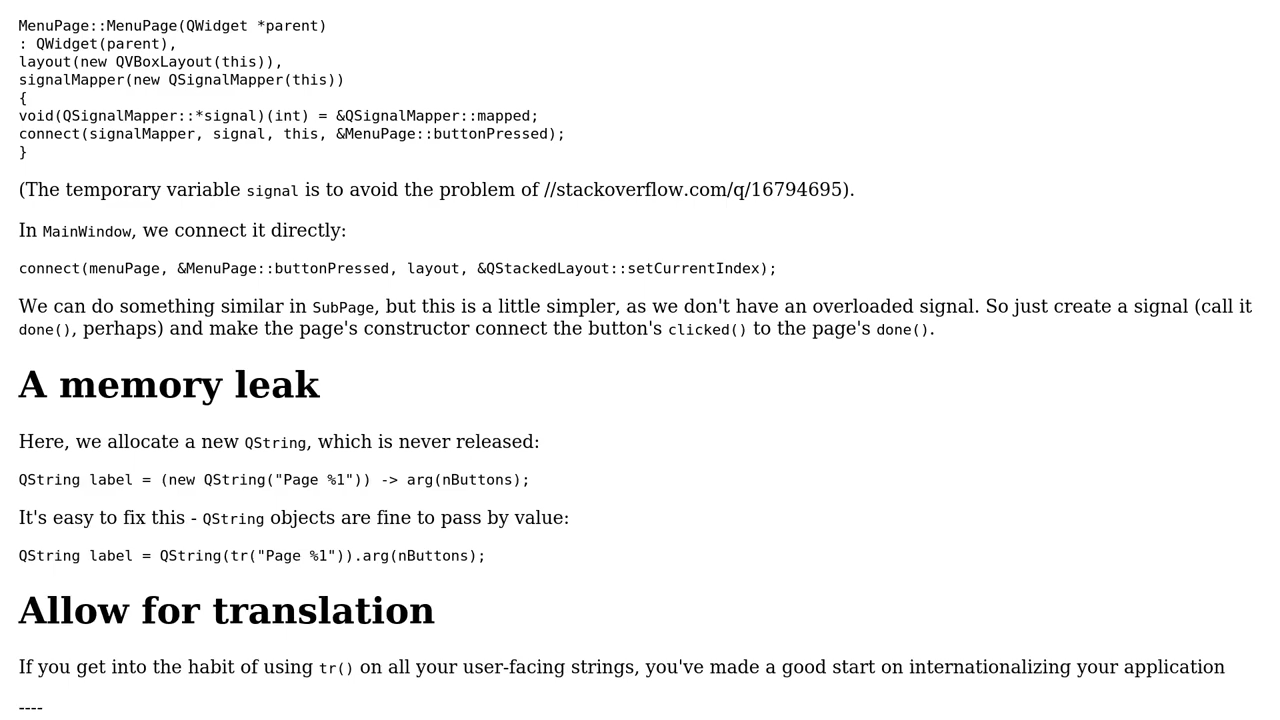 MenuPage::MenuPage(QWidget *parent)
: QWidget(parent),
layout(new QVBoxLayout(this)),
signalMapper(new QSignalMapper(this))
{
void(QSignalMapper::*signal)(int) = &QSignalMapper::mapped;
connect(signalMapper, signal, this, &MenuPage::buttonPressed);
}
(The temporary variable signal is to avoid the problem of //stackoverflow.com/q/16794695).
In MainWindow, we connect it directly:
connect(menuPage, &MenuPage::buttonPressed, layout, &QStackedLayout::setCurrentIndex);
We can do something similar in SubPage, but this is a little simpler, as we don't have an overloaded signal. So just create a signal (call it
done(), perhaps) and make the page's constructor connect the button's clicked() to the page's done().
A memory leak
Here, we allocate a new QString, which is never released:
QString label = (new QString("Page %1")) -> arg(nButtons);
It's easy to fix this - QString objects are fine to pass by value:
QString label = QString(tr("Page %1")).arg(nButtons);
Allow for translation
If you get into the habit of using tr() on all your user-facing strings, you've made a good start on internationalizing your application
----